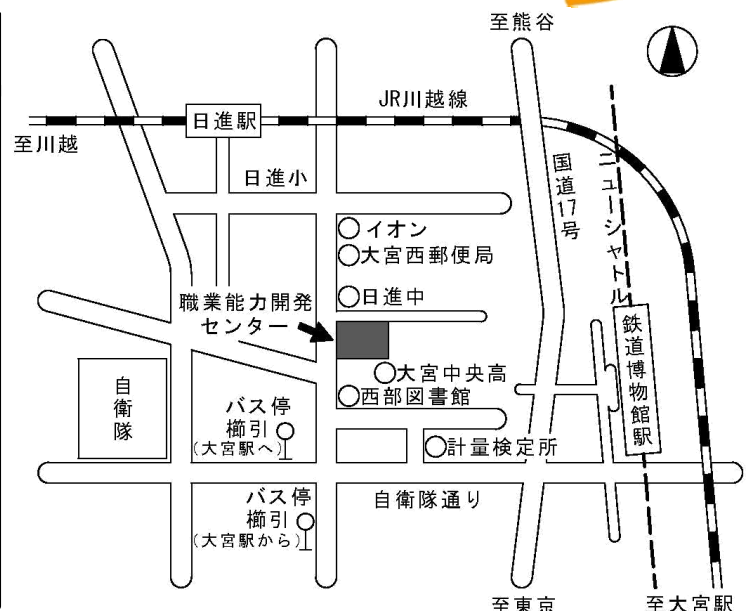 至熊谷
JR川越線
日進駅
至川越
日進小
国道17号
ニューシャトル
イオン
大宮西郵便局
日進中
職業能力開発
センター
鉄道博物館駅
大宮中央高
西部図書館
自衛隊
バス停
櫛引
(大宮駅へ)
計量検定所
自衛隊通り
バス停
櫛引
(大宮駅から)
至東京
至大宮駅